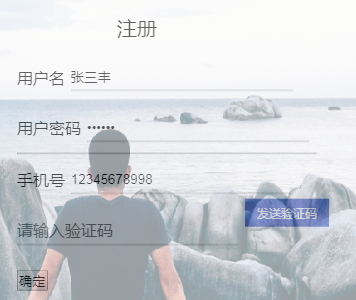 注册
用户名 张三丰
用户密码 ••••••
手机号 12345678998
发送验证码
请输入验证码
确定